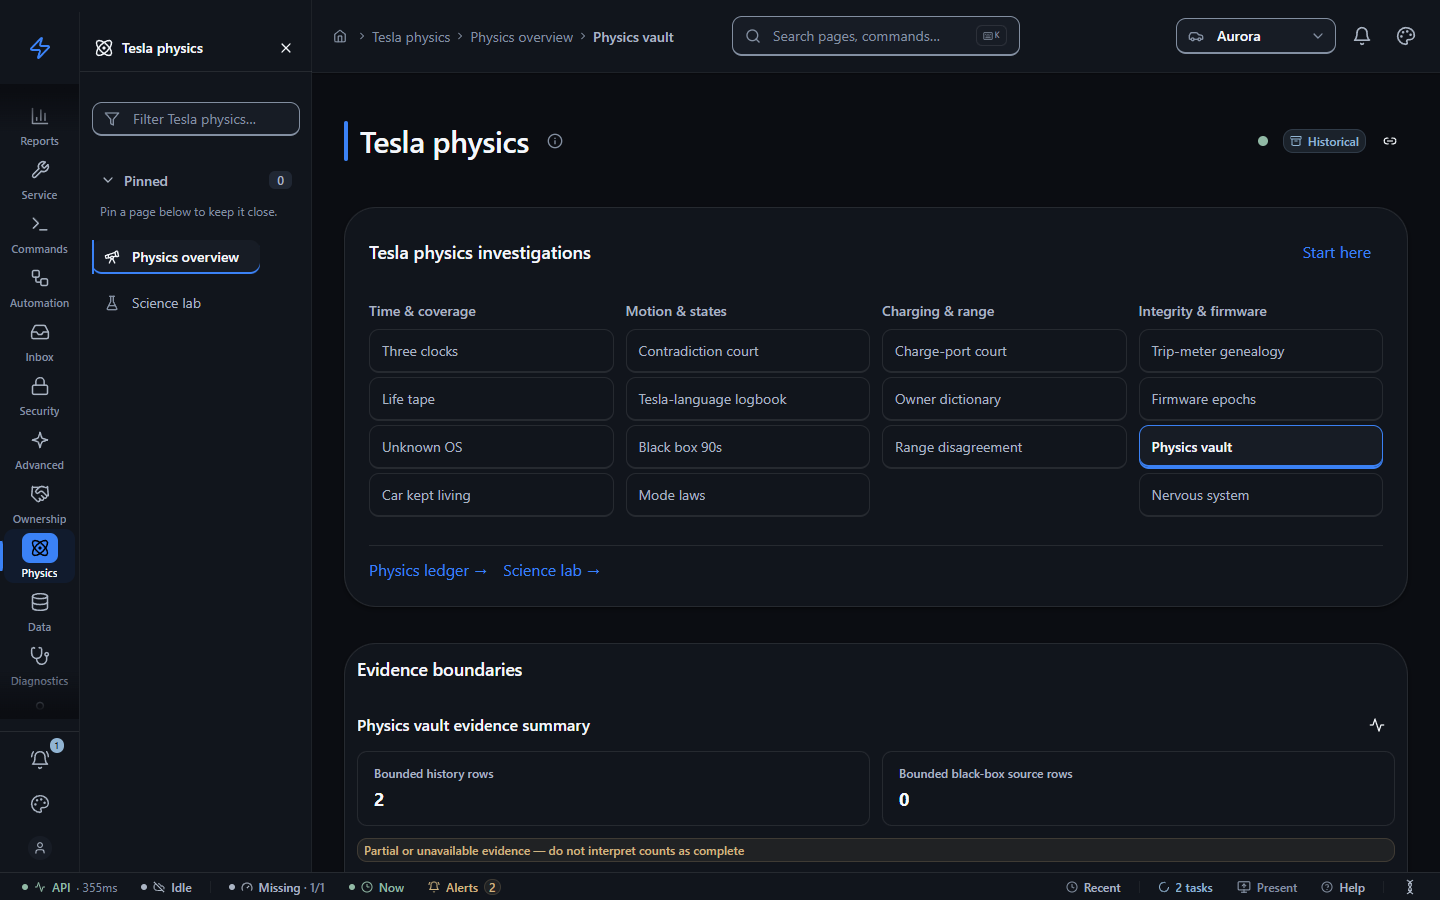 Tesla physics
Tesla physics
Physics overview
Physics vault
Search pages, commands...
K
Aurora
Filter Tesla physics...
Pinned
0
Pin a page below to keep it close.
Physics overview
Science lab
Reports
Service
Commands
Automation
Inbox
Security
Advanced
Ownership
Physics
Data
Diagnostics
1
Tesla physics
Historical
Tesla physics investigations
Start here
Time & coverage
Three clocks
Life tape
Unknown OS
Car kept living
Motion & states
Contradiction court
Tesla-language logbook
Black box 90s
Mode laws
Charging & range
Charge-port court
Owner dictionary
Range disagreement
Integrity & firmware
Trip-meter genealogy
Firmware epochs
Physics vault
Nervous system
Physics ledger →
Science lab →
Evidence boundaries
Physics vault evidence summary
Bounded history rows
2
Bounded black-box source rows
0
Partial or unavailable evidence — do not interpret counts as complete
API · 355ms
Idle
Missing · 1/1
Now
Alerts 2
Recent
2 tasks
Present
Help